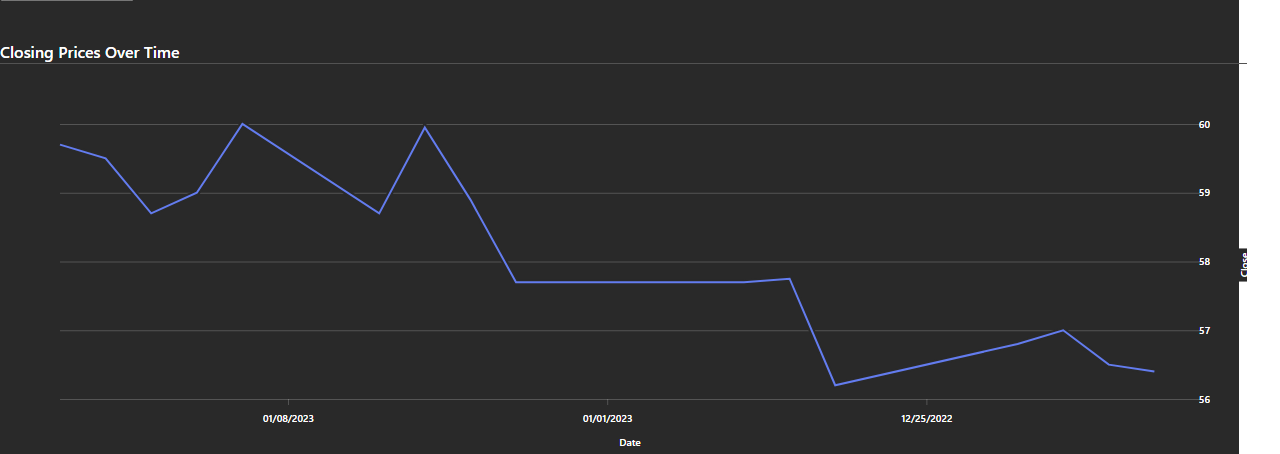 Closing Prices Over Time
60
59
58
57
56
Close
01/08/2023
01/01/2023
12/25/2022
Date